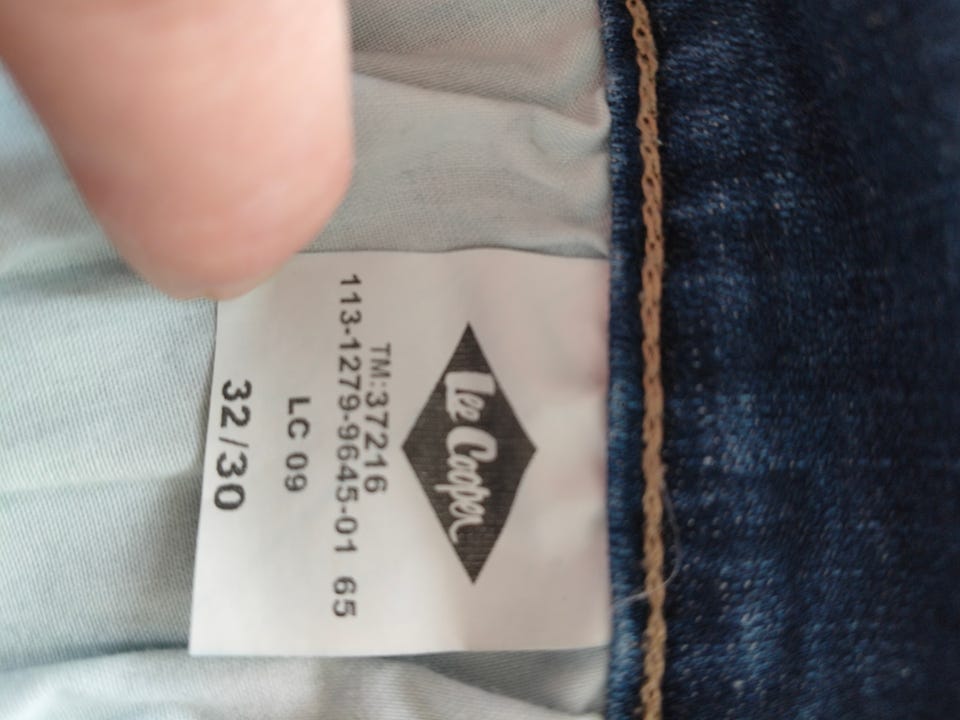 Lee Cooper
TM:37216
113-1279-9645-01 65
LC 09
32/30